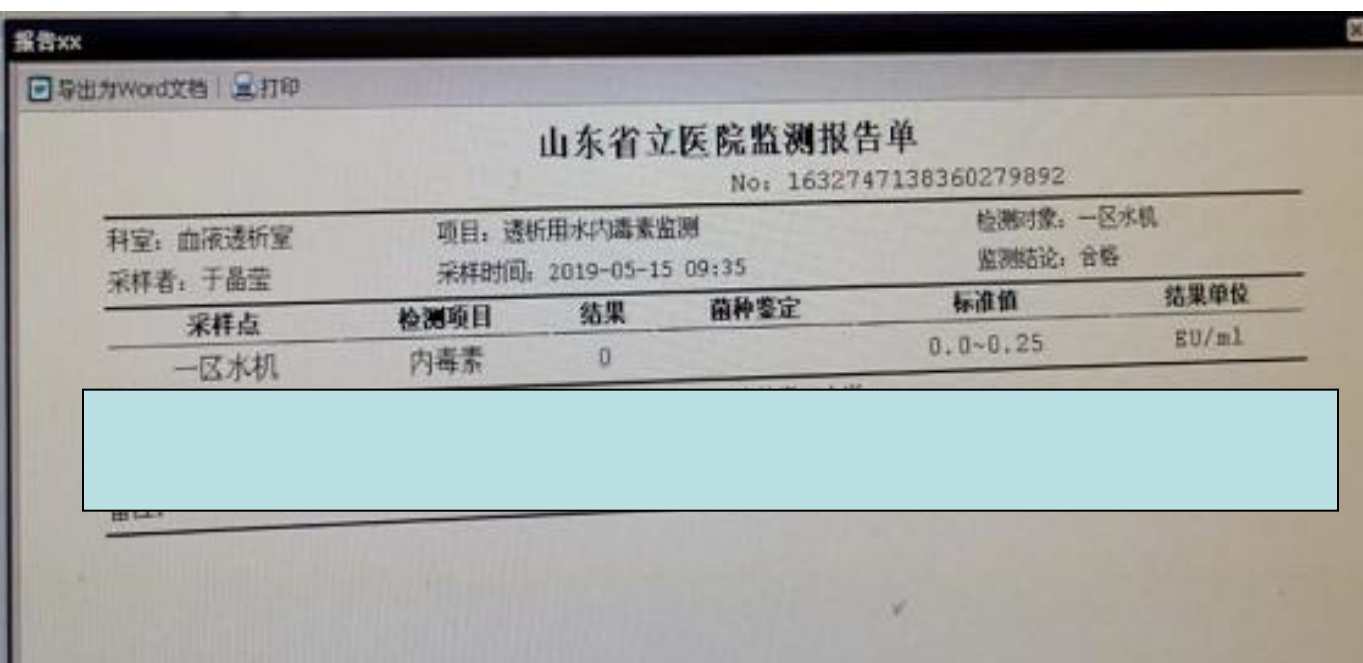 报告xx
导出为Word文档 打印
山东省立医院监测报告单
No: 1632747138360279892
科室：血液透析室 项目：透析用水内毒素监测 检测对象：一区水机
采样者：于晶莹 采样时间：2019-05-15 09:35 监测结论：合格
采样点 检测项目 结果 菌种鉴定 标准值 结果单位
一区水机 内毒素 0 0.0~0.25 EU/ml